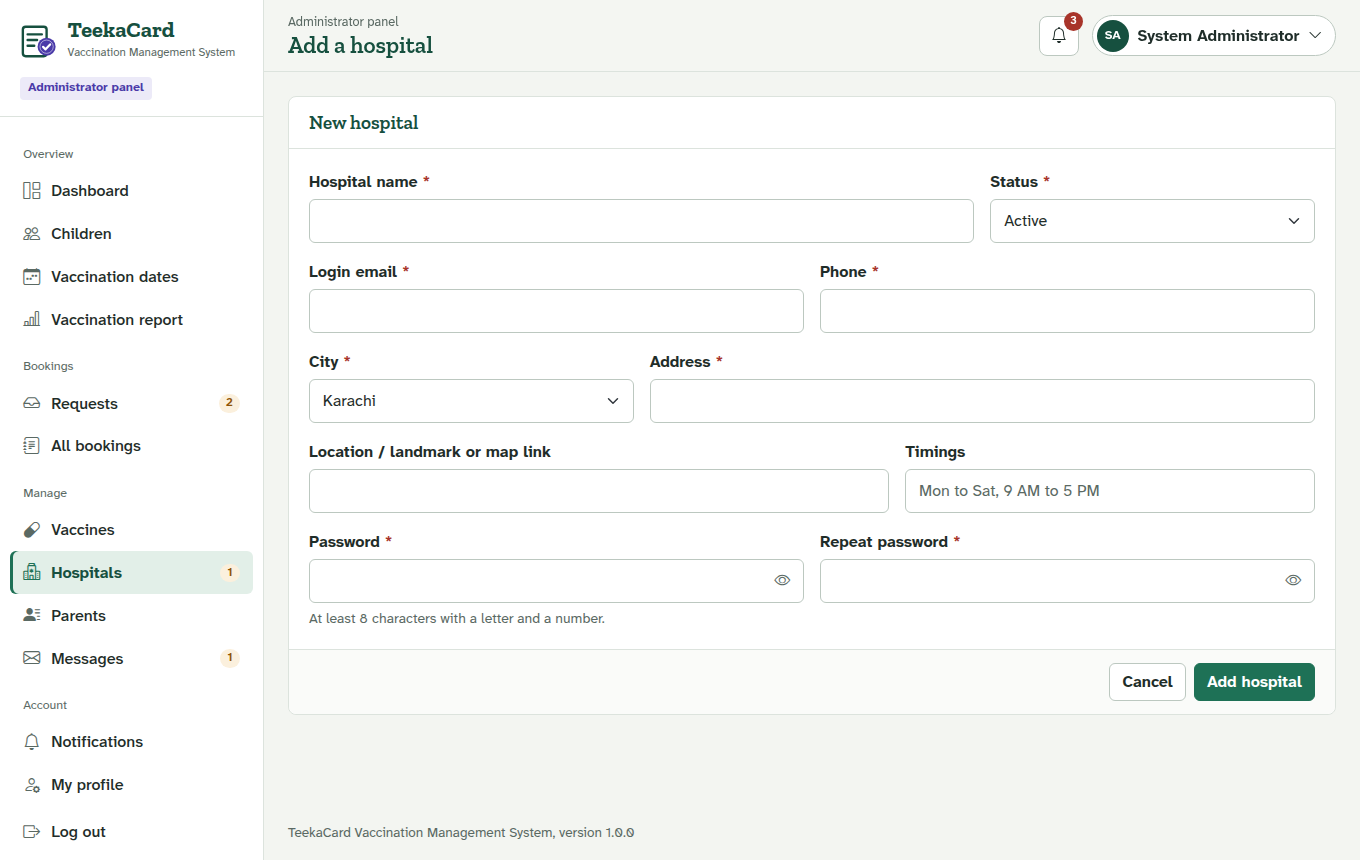 TeekaCard
Vaccination Management System
Administrator panel
Overview
Dashboard
Children
Vaccination dates
Vaccination report
Bookings
Requests 2
All bookings
Manage
Vaccines
Hospitals 1
Parents
Messages 1
Account
Notifications
My profile
Log out
Administrator panel
Add a hospital
3
SA System Administrator
New hospital
Hospital name * Status *
Active
Login email * Phone *
City * Address *
Karachi
Location / landmark or map link Timings
Mon to Sat, 9 AM to 5 PM
Password * Repeat password *
At least 8 characters with a letter and a number.
Cancel Add hospital
TeekaCard Vaccination Management System, version 1.0.0